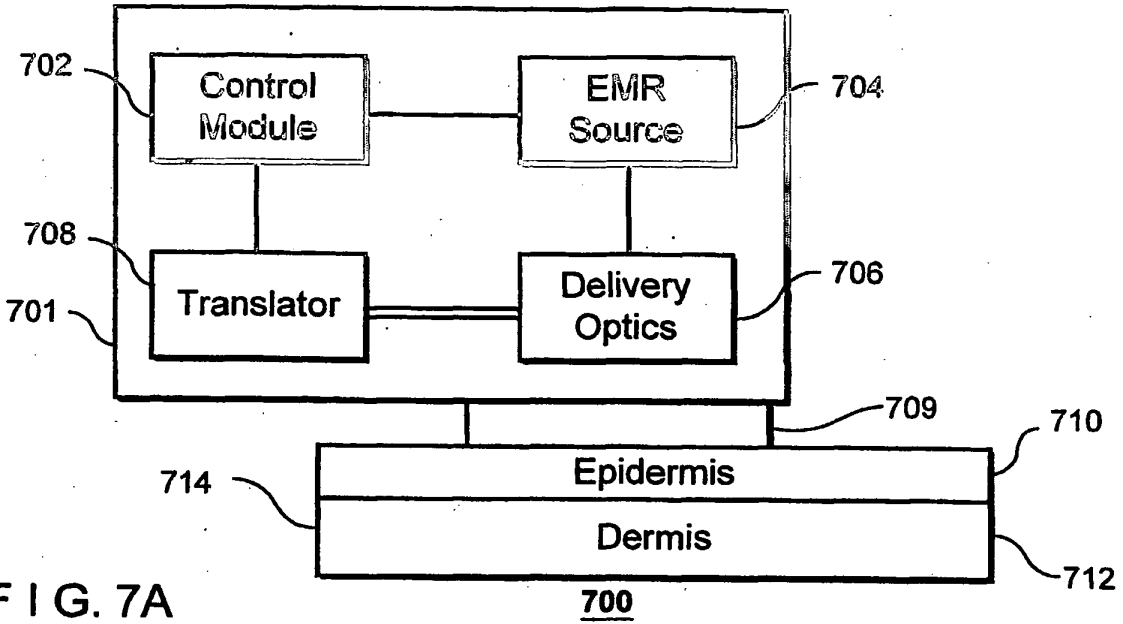 702
Control
Module
EMR
Source
704
708
Translator
Delivery
Optics
706
701
709
710
Epidermis
714
Dermis
712
F I G. 7A
700